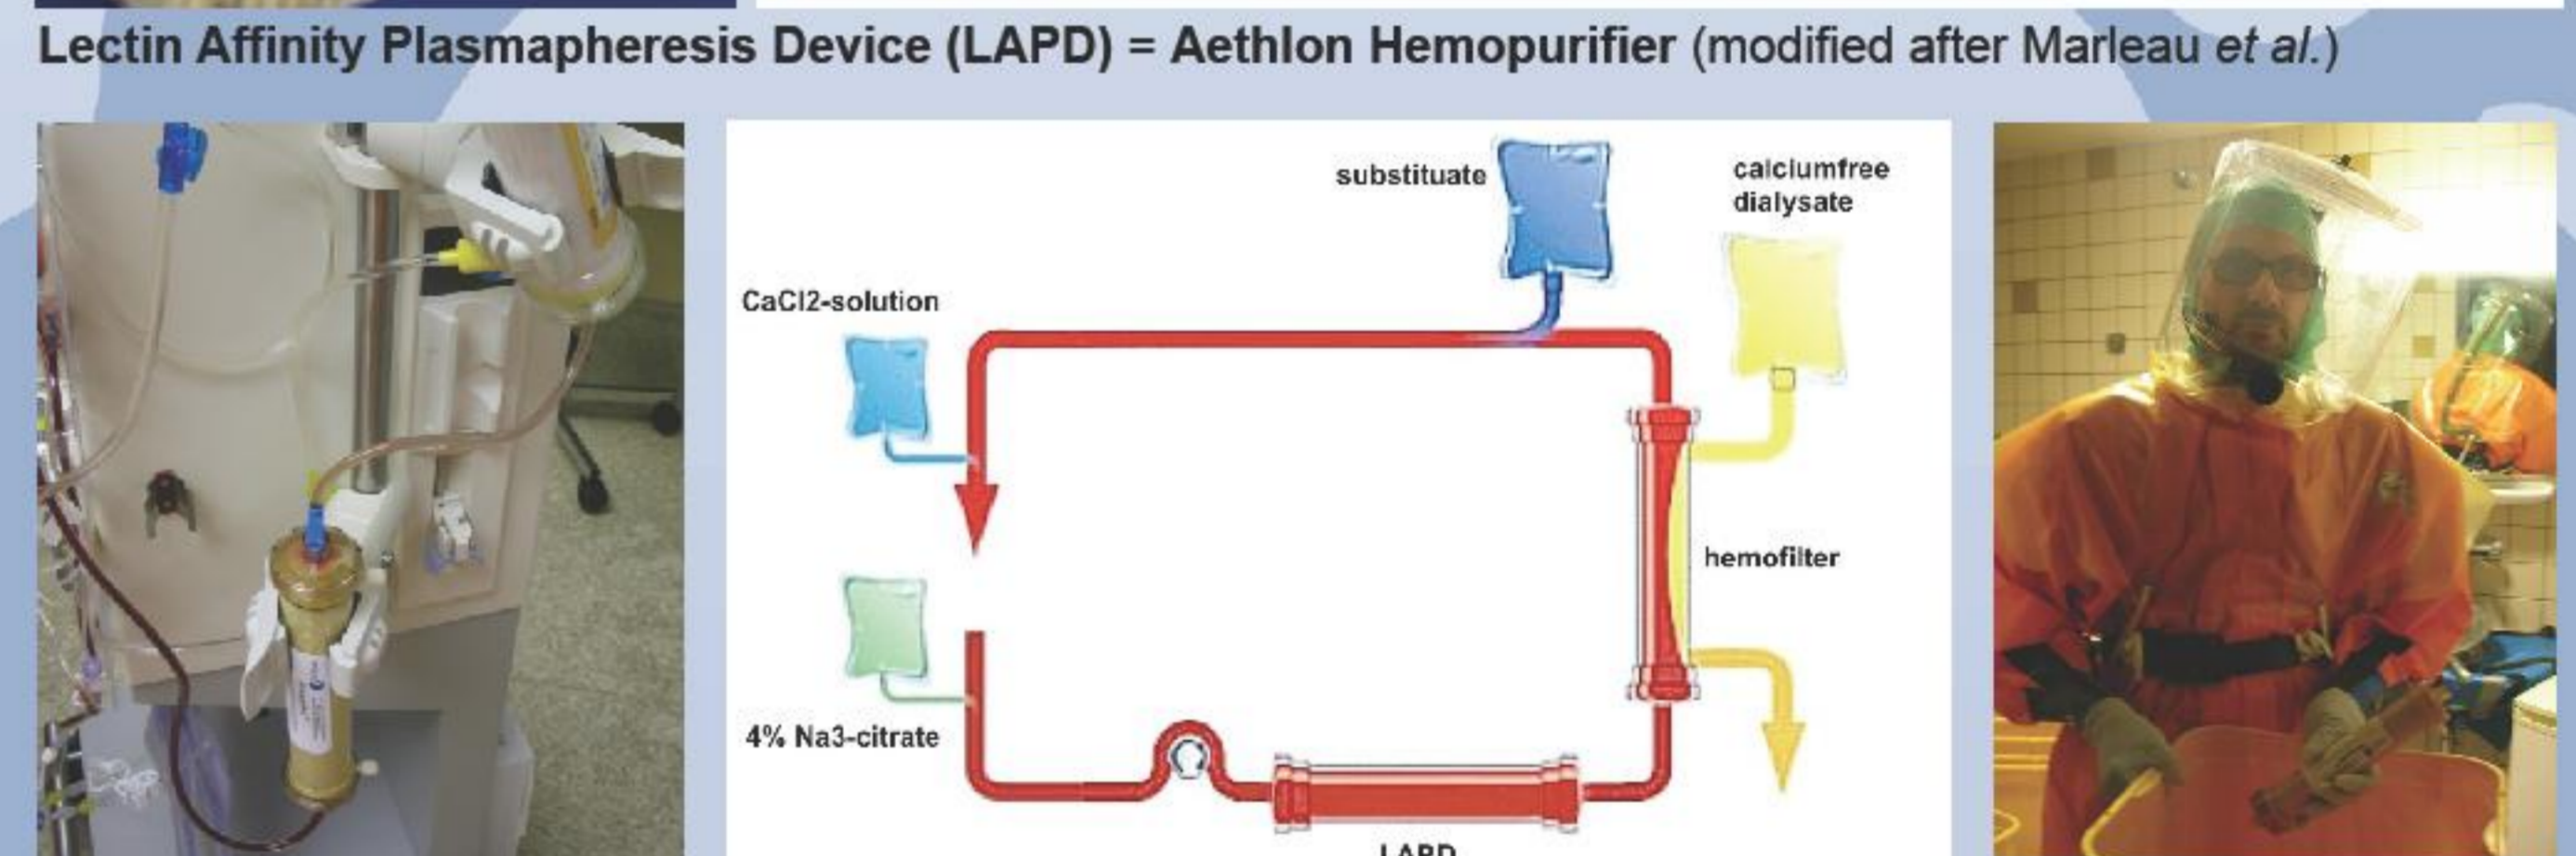 Lectin Affinity Plasmapheresis Device (LAPD) = Aethlon Hemopurifier (modified after Marleau et al.)
substituate
calciumfree
dialysate
CaCl2-solution
hemofilter
4% Na3-citrate
LAPD